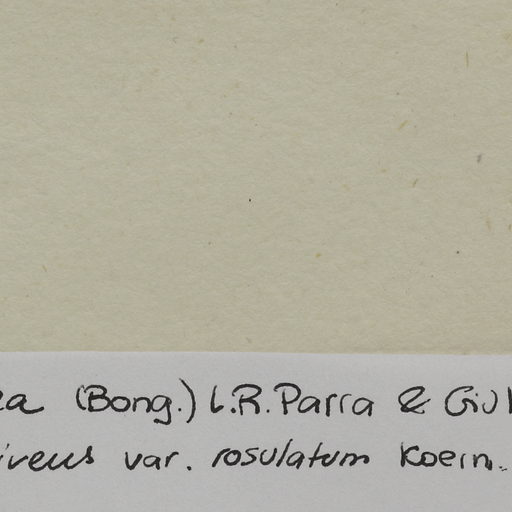 (Bong.) L.R. Parra & Giul
var. rosulatum Koern.